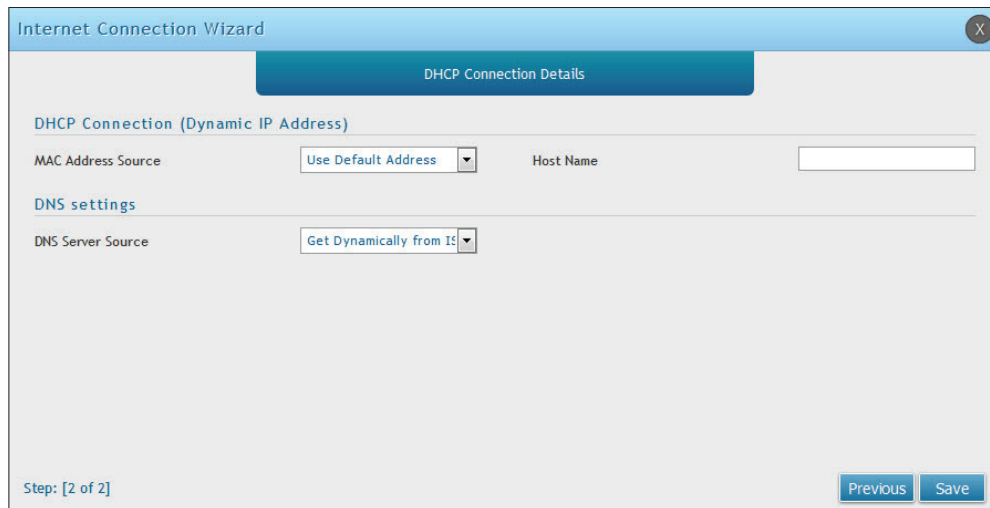 Internet Connection Wizard
X
DHCP Connection Details
DHCP Connection (Dynamic IP Address)
MAC Address Source Use Default Address Host Name
DNS settings
DNS Server Source Get Dynamically from IS
Step: [2 of 2] Previous Save